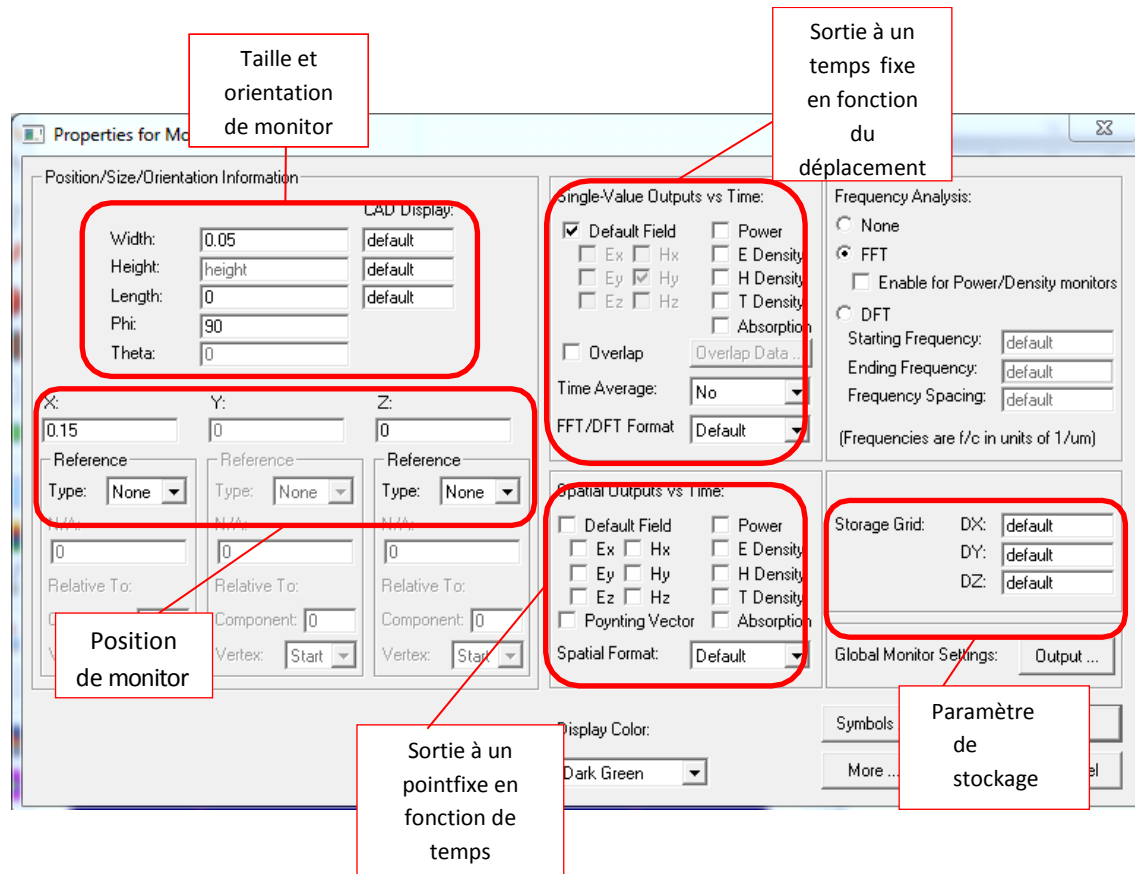 Taille et
orientation
de monitor
Sortie à un
temps fixe
en fonction
du
déplacement
Properties for Mo
Position/Size/Orientation Information
CAD Display:
Width: 0.05 default
Height: height default
Length: 0 default
Phi: 90
Theta: 0
X: Y: Z:
0.15 0 0
Reference Reference Reference
Type: None Type: None Type: None
N/A: N/A:
0 0 0
Relative To: Relative To: Relative To:
Component: 0 Component: 0
Vertex: Start Vertex: Start
Position
de monitor
Single-Value Outputs vs Time:
Default Field Power
Ex Hx E Density
Ey Hy H Density
Ez Hz T Density
Absorption
Overlap Overlap Data ...
Time Average: No
FFT/DFT Format Default
Spatial Outputs vs Time:
Default Field Power
Ex Hx E Density
Ey Hy H Density
Ez Hz T Density
Poynting Vector Absorption
Spatial Format: Default
Display Color:
Dark Green
Sortie à un
pointfixe en
fonction de
temps
Frequency Analysis:
None
FFT
Enable for Power/Density monitors
DFT
Starting Frequency: default
Ending Frequency: default
Frequency Spacing: default
(Frequencies are f/c in units of 1/um)
Storage Grid: DX: default
DY: default
DZ: default
Global Monitor Settings: Output ...
Symbols
More ... el
Paramètre
de
stockage